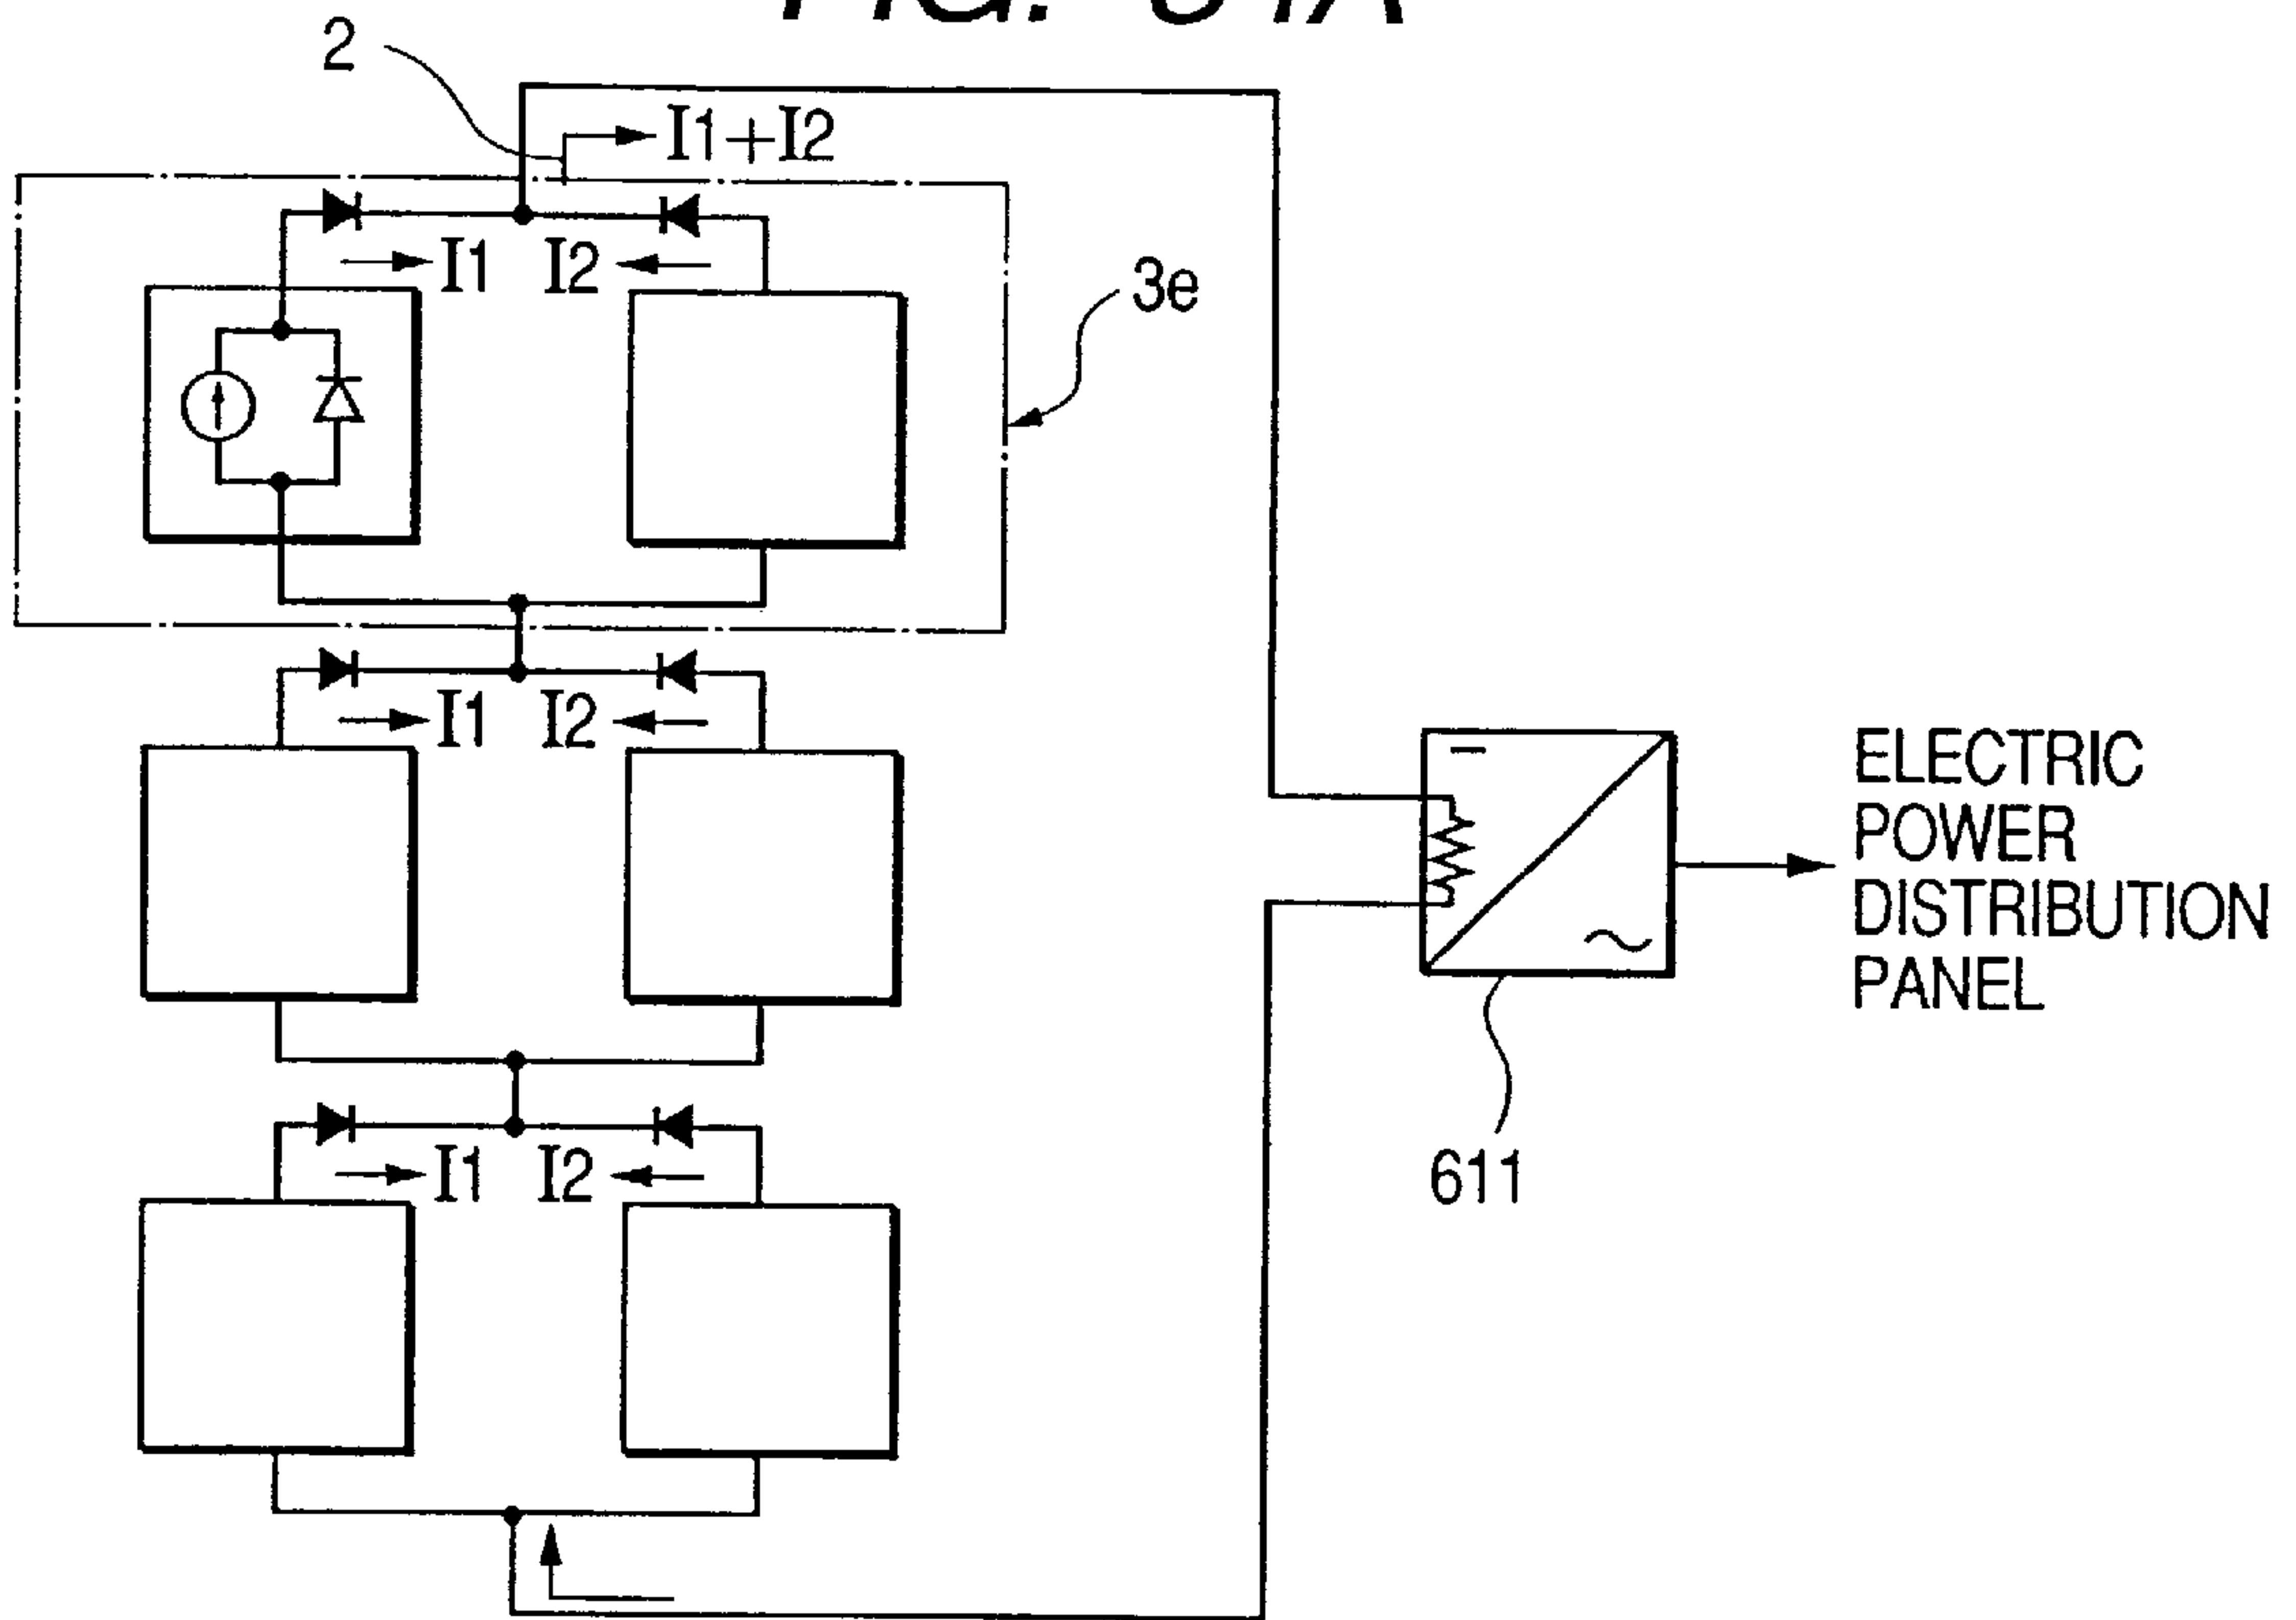 2
I1+I2
I1 I2
3e
I1 I2
ELECTRIC
POWER
DISTRIBUTION
PANEL
I1 I2
611